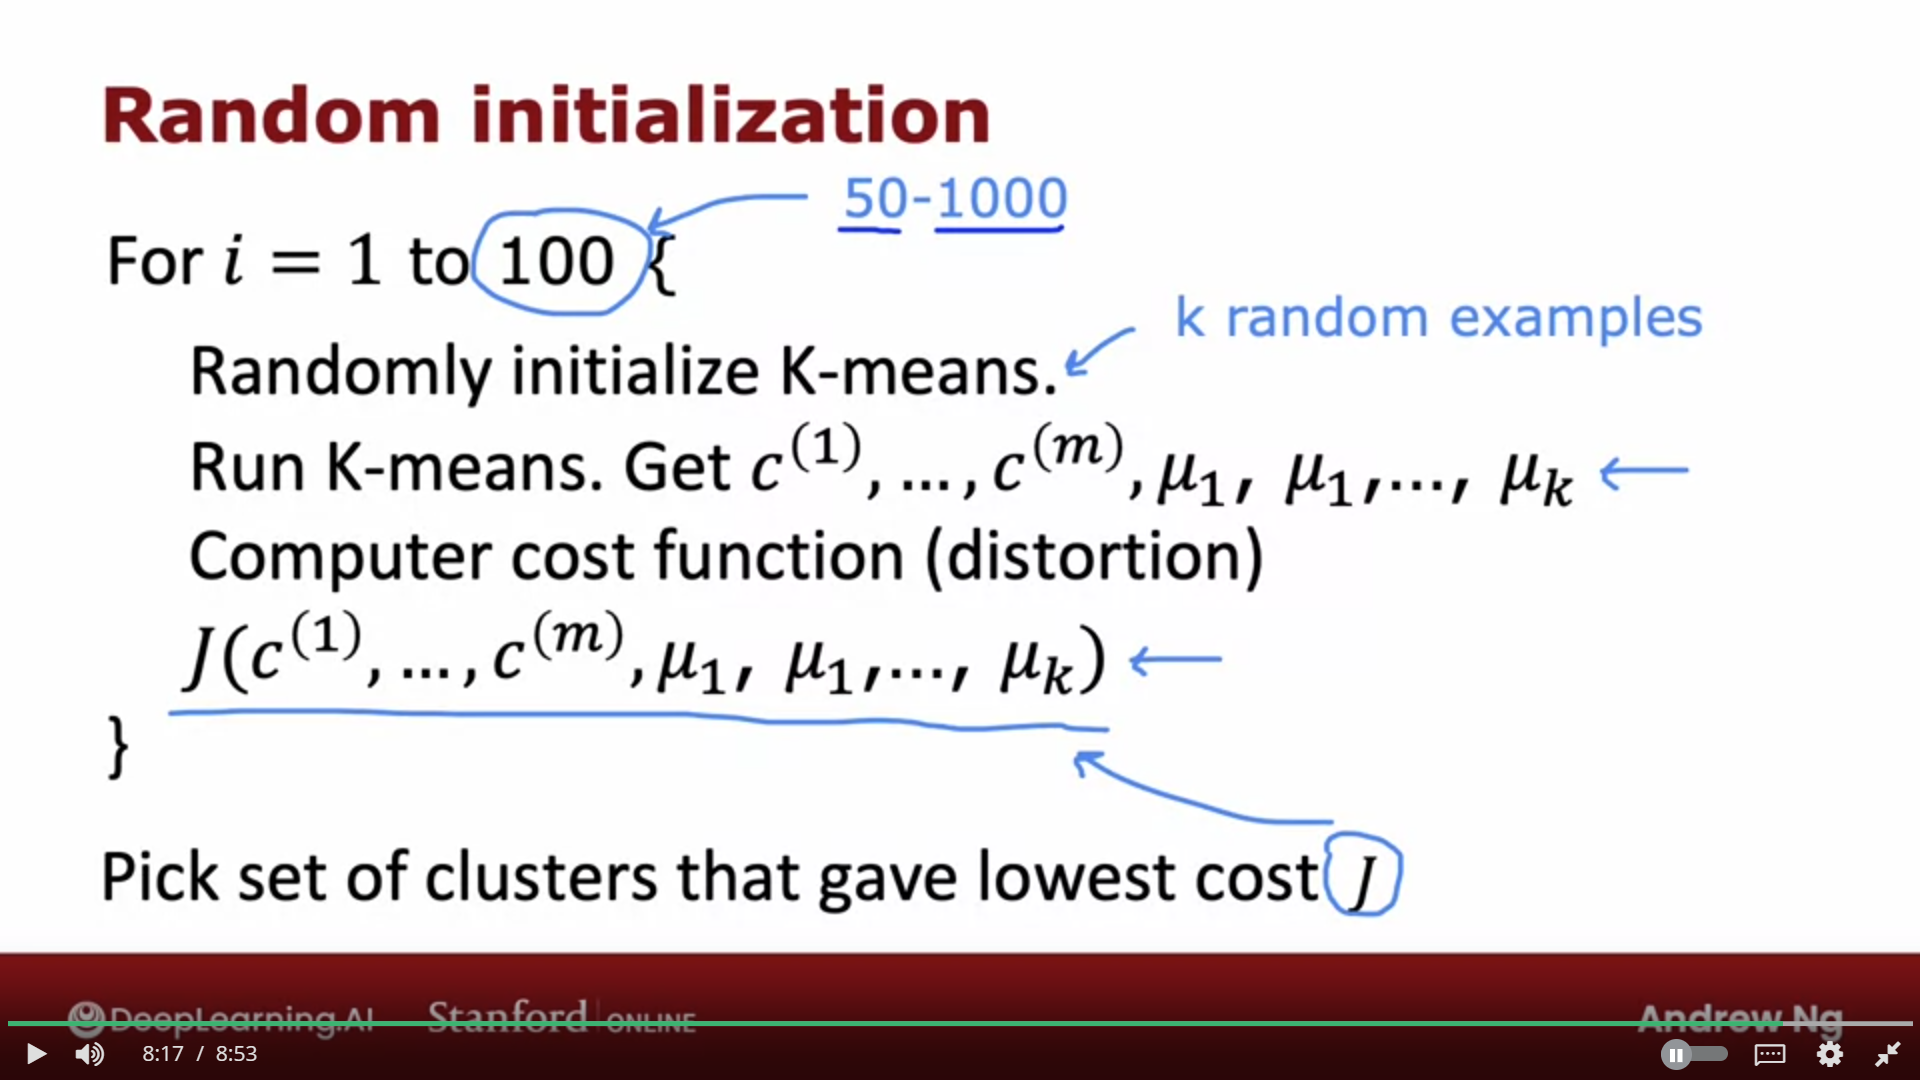 Random initialization
50-1000
For i = 1 to 100 {
k random examples
Randomly initialize K-means.
Run K-means. Get c⁽¹⁾, ..., c⁽ᵐ⁾, μ₁, μ₁,..., μₖ
Computer cost function (distortion)
J(c⁽¹⁾, ..., c⁽ᵐ⁾, μ₁, μ₁,..., μₖ)
}
Pick set of clusters that gave lowest cost J
DeepLearning.AI Stanford ONLINE Andrew Ng
8:17 / 8:53